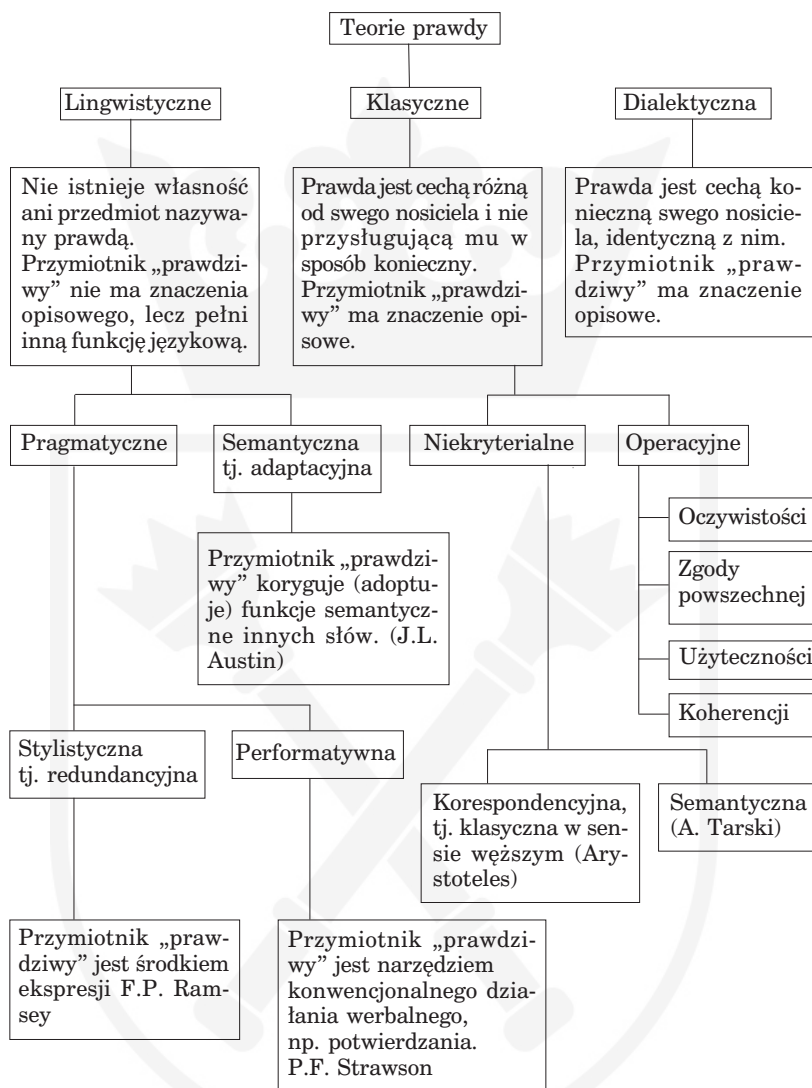 Teorie prawdy
Lingwistyczne
Klasyczne
Dialektyczna
Nie istnieje własność
ani przedmiot nazywa-
ny prawdą.
Przymiotnik „prawdzi-
wy” nie ma znaczenia
opisowego, lecz pełni
inną funkcję językową.
Prawda jest cechą różną
od swego nosiciela i nie
przysługującą mu w
sposób konieczny.
Przymiotnik „prawdzi-
wy” ma znaczenie opi-
sowe.
Prawda jest cechą ko-
nieczną swego nosicie-
la, identyczną z nim.
Przymiotnik „praw-
dziwy” ma znaczenie
opisowe.
Pragmatyczne
Semantyczna
tj. adaptacyjna
Niekryterialne
Operacyjne
Przymiotnik „prawdzi-
wy” koryguje (adoptu-
je) funkcje semantycz-
ne innych słów. (J.L.
Austin)
Oczywistości
Zgody
powszechnej
Użyteczności
Koherencji
Stylistyczna
tj. redundancyjna
Performatywna
Korespondencyjna,
tj. klasyczna w sen-
sie węższym (Ary-
stoteles)
Semantyczna
(A. Tarski)
Przymiotnik „praw-
dziwy” jest środkiem
ekspresji F.P. Ram-
sey
Przymiotnik „prawdzi-
wy” jest narzędziem
konwencjonalnego dzia-
łania werbalnego,
np. potwierdzania.
P.F. Strawson